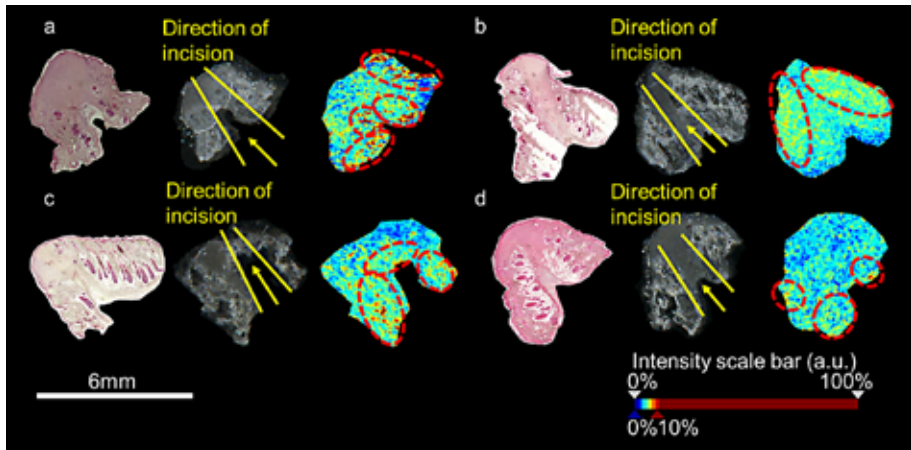 a
Direction of
incision
b
Direction of
incision
c
Direction of
incision
d
Direction of
incision
6mm
Intensity scale bar (a.u.)
0% 100%
0%10%